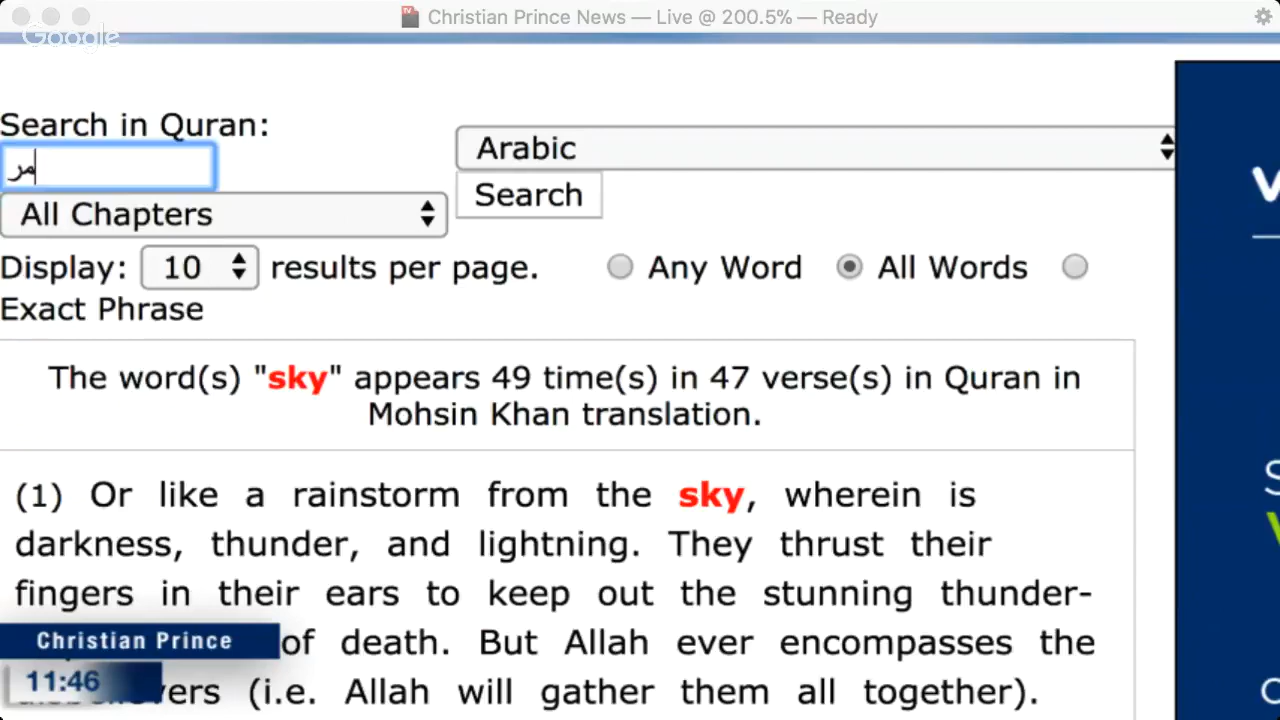 Christian Prince News — Live @ 200.5% — Ready
Google
Search in Quran:
مر
Arabic
Search
All Chapters
Display: 10 results per page. Any Word All Words
Exact Phrase
The word(s) "sky" appears 49 time(s) in 47 verse(s) in Quran in
Mohsin Khan translation.
(1) Or like a rainstorm from the sky, wherein is
darkness, thunder, and lightning. They thrust their
fingers in their ears to keep out the stunning thunder-
of death. But Allah ever encompasses the
(i.e. Allah will gather them all together).
Christian Prince
11:46